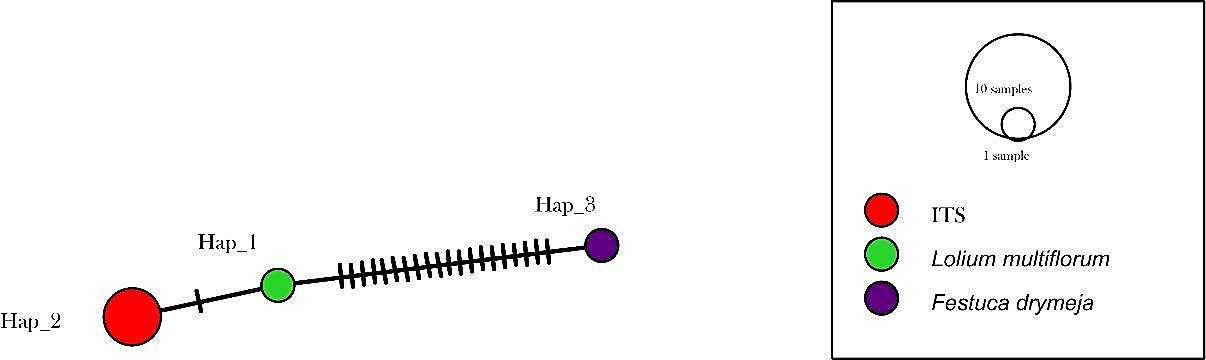 10 samples
1 sample
Hap_3
ITS
Hap_1
Lolium multiflorum
Festuca drymeja
Hap_2